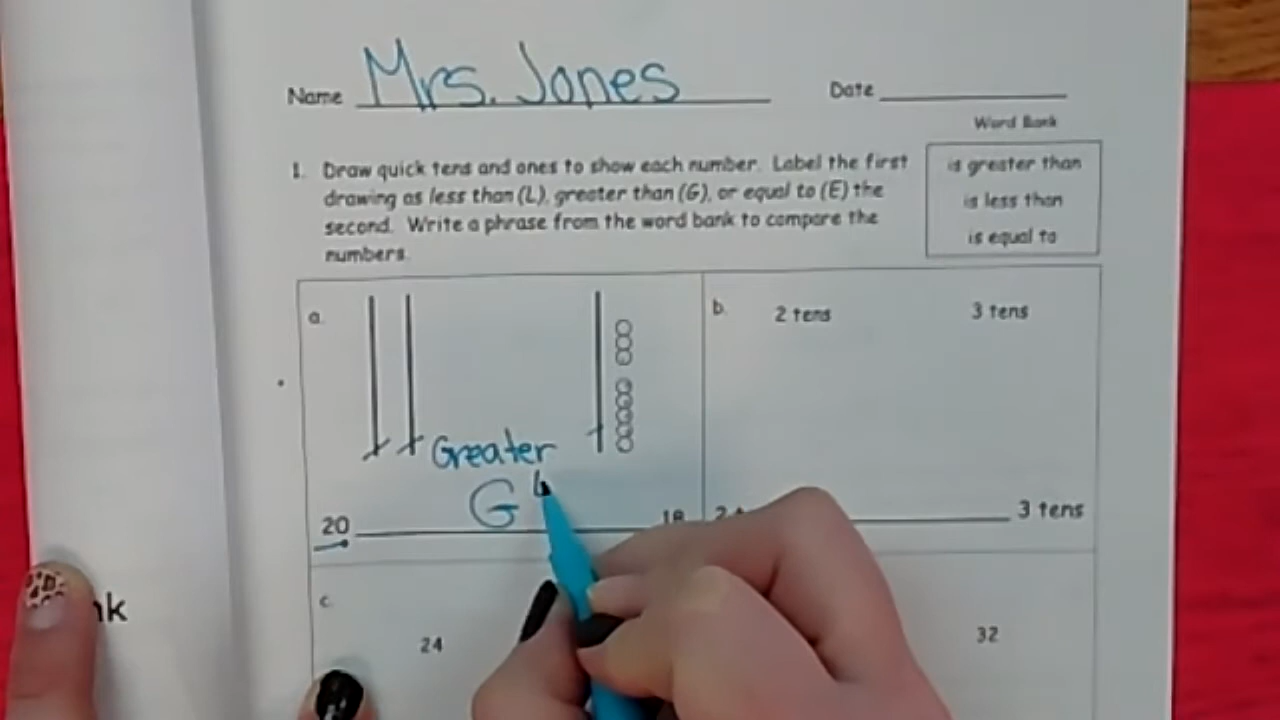 Name Mrs. Jones Date
Word Bank
1. Draw quick tens and ones to show each number. Label the first
drawing as less than (L), greater than (G), or equal to (E) the
second. Write a phrase from the word bank to compare the
numbers.
is greater than
is less than
is equal to
a.
Greater
G
20 18
b. 2 tens 3 tens
3 tens
c.
24 32